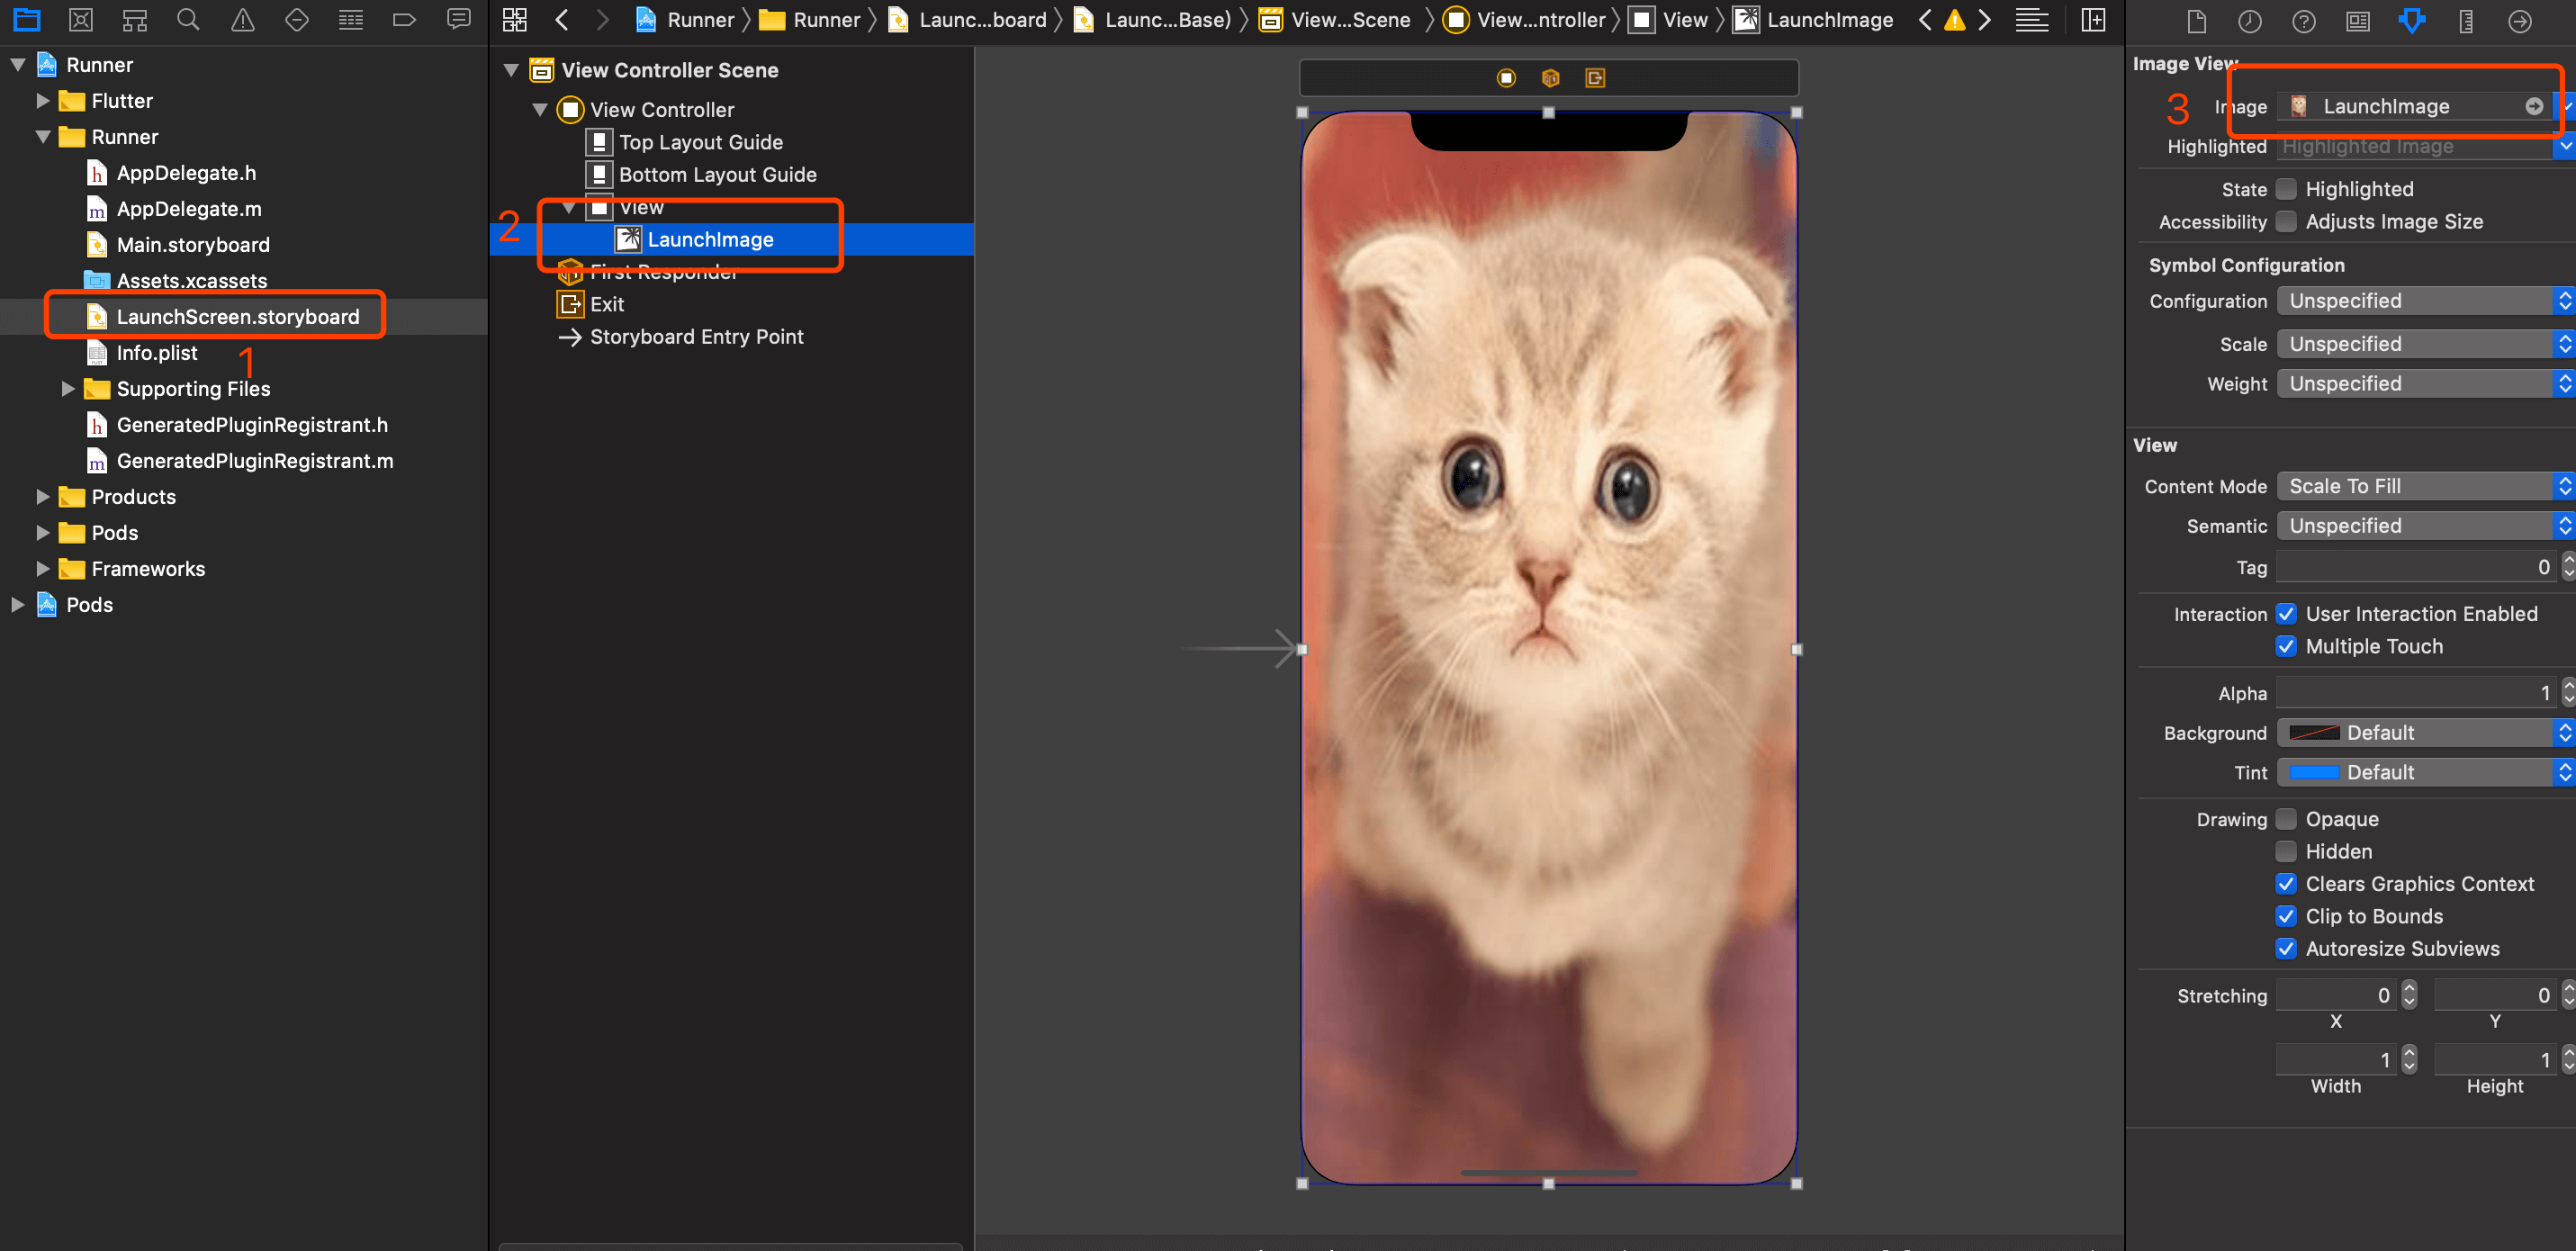 Runner
Flutter
Runner
AppDelegate.h
AppDelegate.m
Main.storyboard
Assets.xcassets
LaunchScreen.storyboard
1
Info.plist
Supporting Files
GeneratedPluginRegistrant.h
GeneratedPluginRegistrant.m
Products
Pods
Frameworks
Pods
Runner Runner Launc...board Launc...Base) View...Scene View...ntroller View LaunchImage
View Controller Scene
View Controller
Top Layout Guide
Bottom Layout Guide
View
2
LaunchImage
First Responder
Exit
Storyboard Entry Point
Image View
3
Image LaunchImage
Highlighted Highlighted Image
State Highlighted
Accessibility Adjusts Image Size
Symbol Configuration
Configuration Unspecified
Scale Unspecified
Weight Unspecified
View
Content Mode Scale To Fill
Semantic Unspecified
Tag 0
Interaction User Interaction Enabled
Multiple Touch
Alpha 1
Background Default
Tint Default
Drawing Opaque
Hidden
Clears Graphics Context
Clip to Bounds
Autoresize Subviews
Stretching 0 0
X Y
1 1
Width Height